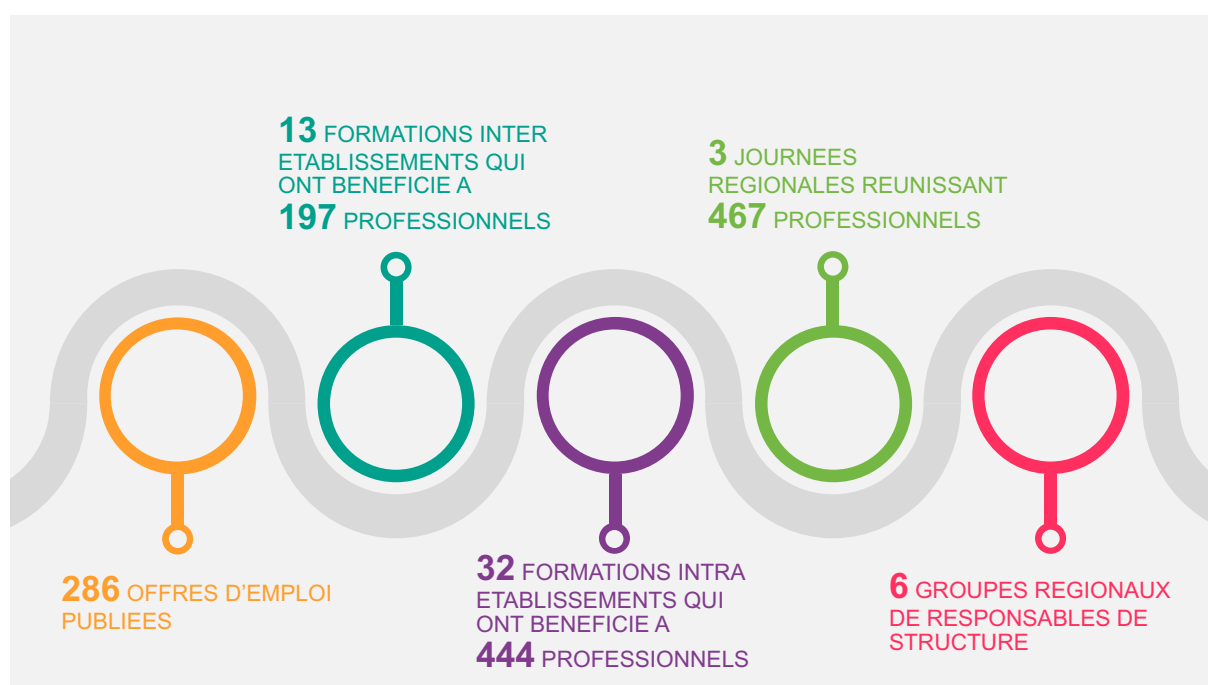 13 FORMATIONS INTER
ETABLISSEMENTS QUI
ONT BENEFICIE A
197 PROFESSIONNELS
3 JOURNEES
REGIONALES REUNISSANT
467 PROFESSIONNELS
286 OFFRES D'EMPLOI
PUBLIEES
32 FORMATIONS INTRA
ETABLISSEMENTS QUI
ONT BENEFICIE A
444 PROFESSIONNELS
6 GROUPES REGIONAUX
DE RESPONSABLES DE
STRUCTURE